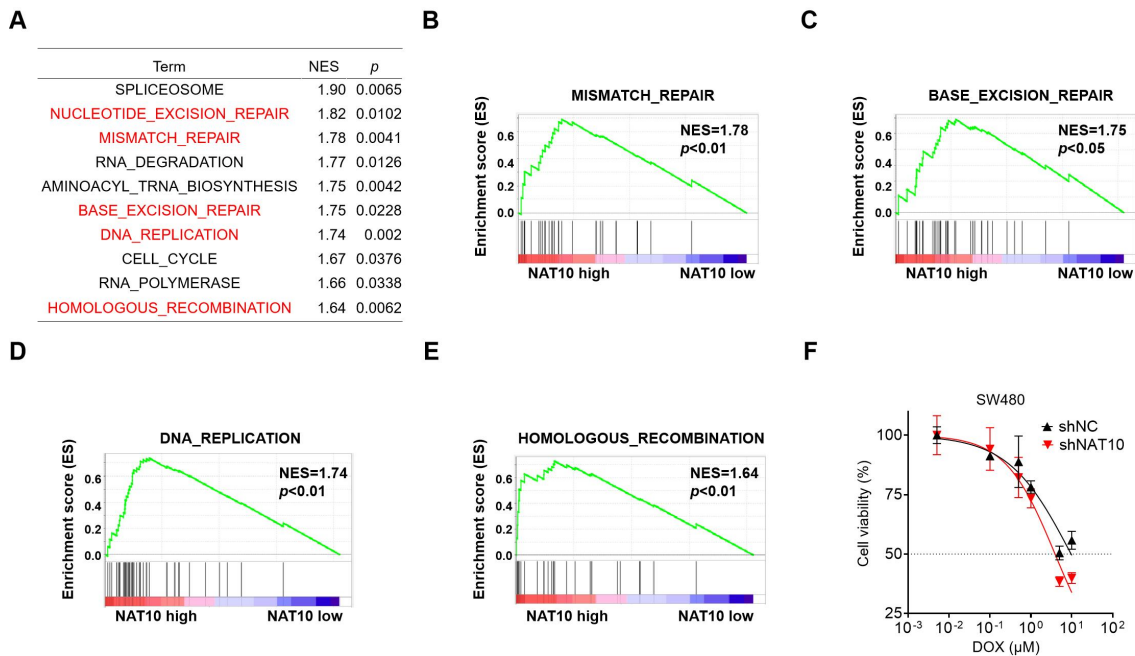 A
Term NES p
SPLICEOSOME 1.90 0.0065
NUCLEOTIDE_EXCISION_REPAIR 1.82 0.0102
MISMATCH_REPAIR 1.78 0.0041
RNA_DEGRADATION 1.77 0.0126
AMINOACYL_TRNA_BIOSYNTHESIS 1.75 0.0042
BASE_EXCISION_REPAIR 1.75 0.0228
DNA_REPLICATION 1.74 0.002
CELL_CYCLE 1.67 0.0376
RNA_POLYMERASE 1.66 0.0338
HOMOLOGOUS_RECOMBINATION 1.64 0.0062
B
MISMATCH_REPAIR
Enrichment score (ES)
0.6
0.4
0.2
0.0
NES=1.78
p<0.01
NAT10 high NAT10 low
C
BASE_EXCISION_REPAIR
Enrichment score (ES)
0.6
0.4
0.2
0.0
NES=1.75
p<0.05
NAT10 high NAT10 low
D
DNA_REPLICATION
Enrichment score (ES)
0.6
0.4
0.2
0.0
NES=1.74
p<0.01
NAT10 high NAT10 low
E
HOMOLOGOUS_RECOMBINATION
Enrichment score (ES)
0.6
0.4
0.2
0.0
NES=1.64
p<0.01
NAT10 high NAT10 low
F
SW480
shNC
shNAT10
Cell viability (%)
100
75
50
25
10⁻³ 10⁻² 10⁻¹ 10⁰ 10¹ 10²
DOX (μM)